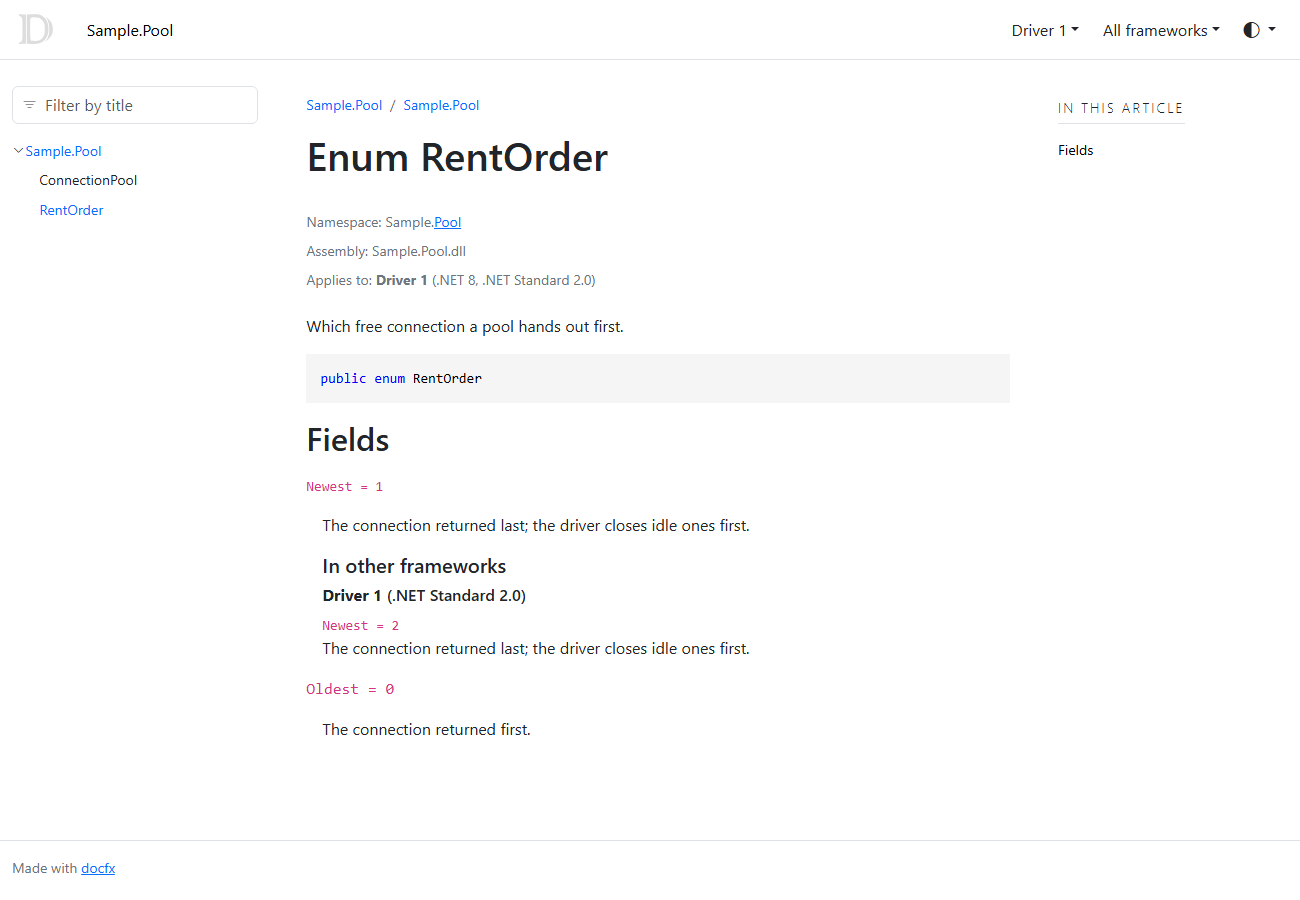 D
Sample.Pool
Driver 1
All frameworks
Filter by title
Sample.Pool
ConnectionPool
RentOrder
Sample.Pool / Sample.Pool
Enum RentOrder
Namespace: Sample.Pool
Assembly: Sample.Pool.dll
Applies to: Driver 1 (.NET 8, .NET Standard 2.0)
Which free connection a pool hands out first.
public enum RentOrder
Fields
Newest = 1
The connection returned last; the driver closes idle ones first.
In other frameworks
Driver 1 (.NET Standard 2.0)
Newest = 2
The connection returned last; the driver closes idle ones first.
Oldest = 0
The connection returned first.
IN THIS ARTICLE
Fields
Made with docfx